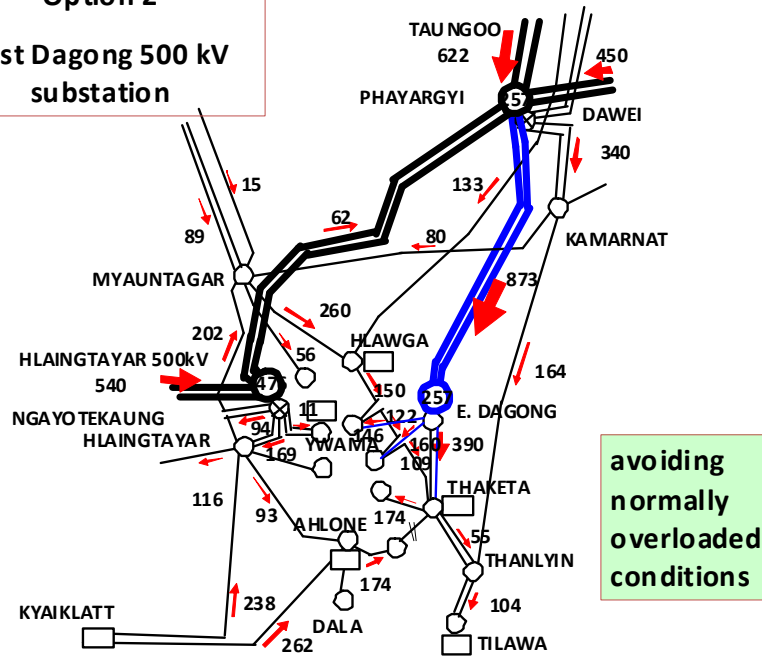 Option 2
st Dagong 500 kV
substation
TAUNGOO
622
450
PHAYARGYI
257
DAWEI
340
15
133
62
89
80
KAMARNAT
MYAUNTAGAR
873
260
202
HLAWGA
HLAINGTAYAR 500kV
56
164
540
476
150
257
E. DAGONG
NGAYOTEKAUNG
11
122
HLAINGTAYAR
94
146
YWAMA
160
390
169
109
avoiding
normally
overloaded
conditions
116
93
THAKETA
AHLONE
174
55
174
THANLYIN
KYAIKLATT
238
104
262
DALA
TILAWA